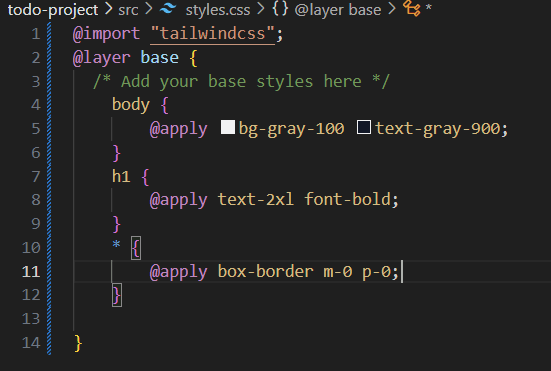 todo-project > src > styles.css > {} @layer base > *
1 @import "tailwindcss";
2 @layer base {
3 /* Add your base styles here */
4 body {
5 @apply bg-gray-100 text-gray-900;
6 }
7 h1 {
8 @apply text-2xl font-bold;
9 }
10 * {
11 @apply box-border m-0 p-0;
12 }
13
14 }